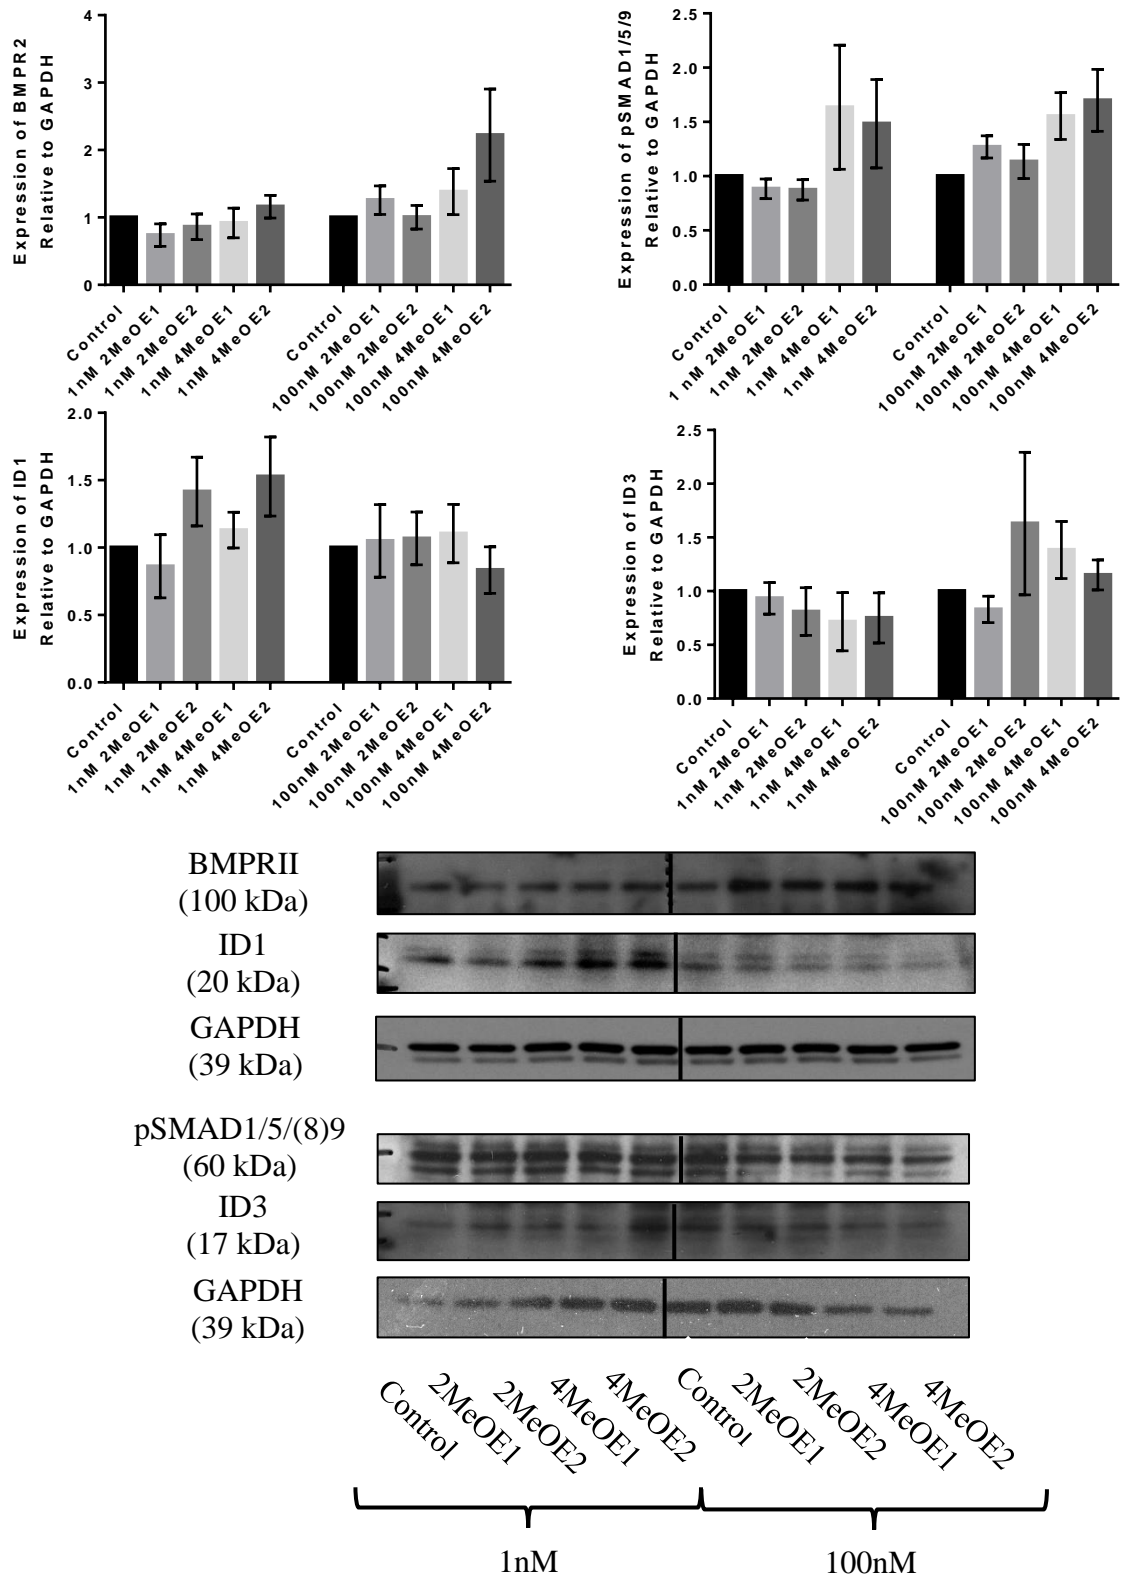 Expression of BMPR2
Relative to GAPDH
4
3
2
1
0
Control
1nM 2MeOE1
1nM 2MeOE2
1nM 4MeOE1
1nM 4MeOE2
Control
100nM 2MeOE1
100nM 2MeOE2
100nM 4MeOE1
100nM 4MeOE2
Expression of pSMAD1/5/9
Relative to GAPDH
2.5
2.0
1.5
1.0
0.5
0.0
Control
1nM 2MeOE1
1nM 2MeOE2
1nM 4MeOE1
1nM 4MeOE2
Control
100nM 2MeOE1
100nM 2MeOE2
100nM 4MeOE1
100nM 4MeOE2
Expression of ID1
Relative to GAPDH
2.0
1.5
1.0
0.5
0.0
Control
1nM 2MeOE1
1nM 2MeOE2
1nM 4MeOE1
1nM 4MeOE2
Control
100nM 2MeOE1
100nM 2MeOE2
100nM 4MeOE1
100nM 4MeOE2
Expression of ID3
Relative to GAPDH
2.5
2.0
1.5
1.0
0.5
0.0
Control
1nM 2MeOE1
1nM 2MeOE2
1nM 4MeOE1
1nM 4MeOE2
Control
100nM 2MeOE1
100nM 2MeOE2
100nM 4MeOE1
100nM 4MeOE2
BMPRII
(100 kDa)
ID1
(20 kDa)
GAPDH
(39 kDa)
pSMAD1/5/(8)9
(60 kDa)
ID3
(17 kDa)
GAPDH
(39 kDa)
Control
2MeOE1
2MeOE2
4MeOE1
4MeOE2
Control
2MeOE1
2MeOE2
4MeOE1
4MeOE2
1nM
100nM